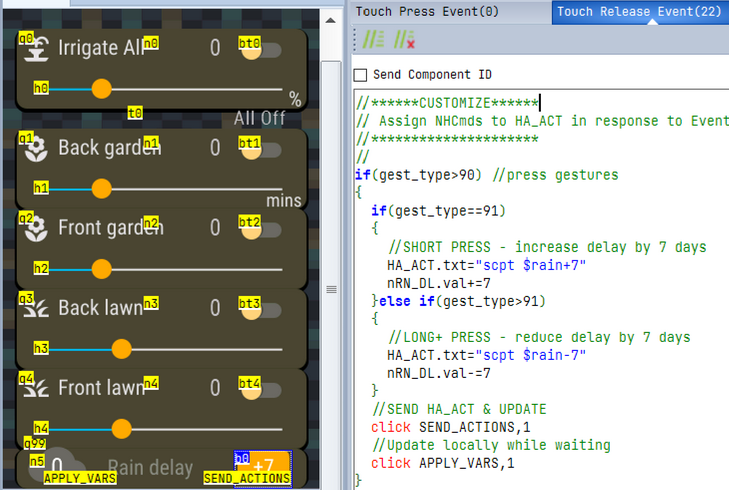 Touch Press Event(0)
Touch Release Event(22)
Send Component ID
q0
Irrigate All
n0
0
bt0
h0
%
t0
All Off
q1
Back garden
n1
0
bt1
h1
mins
q2
Front garden
n2
0
bt2
h2
q3
Back lawn
n3
0
bt3
h3
q4
Front lawn
n4
0
bt4
h4
q99
n5
0
Rain delay
b0
+7
APPLY_VARS
SEND_ACTIONS
//******CUSTOMIZE******
// Assign NHCmds to HA_ACT in response to Event
//*********************
//
if(gest_type>90) //press gestures
{
if(gest_type==91)
{
//SHORT PRESS - increase delay by 7 days
HA_ACT.txt="scpt $rain+7"
nRN_DL.val+=7
}else if(gest_type>91)
{
//LONG+ PRESS - reduce delay by 7 days
HA_ACT.txt="scpt $rain-7"
nRN_DL.val-=7
}
//SEND HA_ACT & UPDATE
click SEND_ACTIONS,1
//Update locally while waiting
click APPLY_VARS,1
}